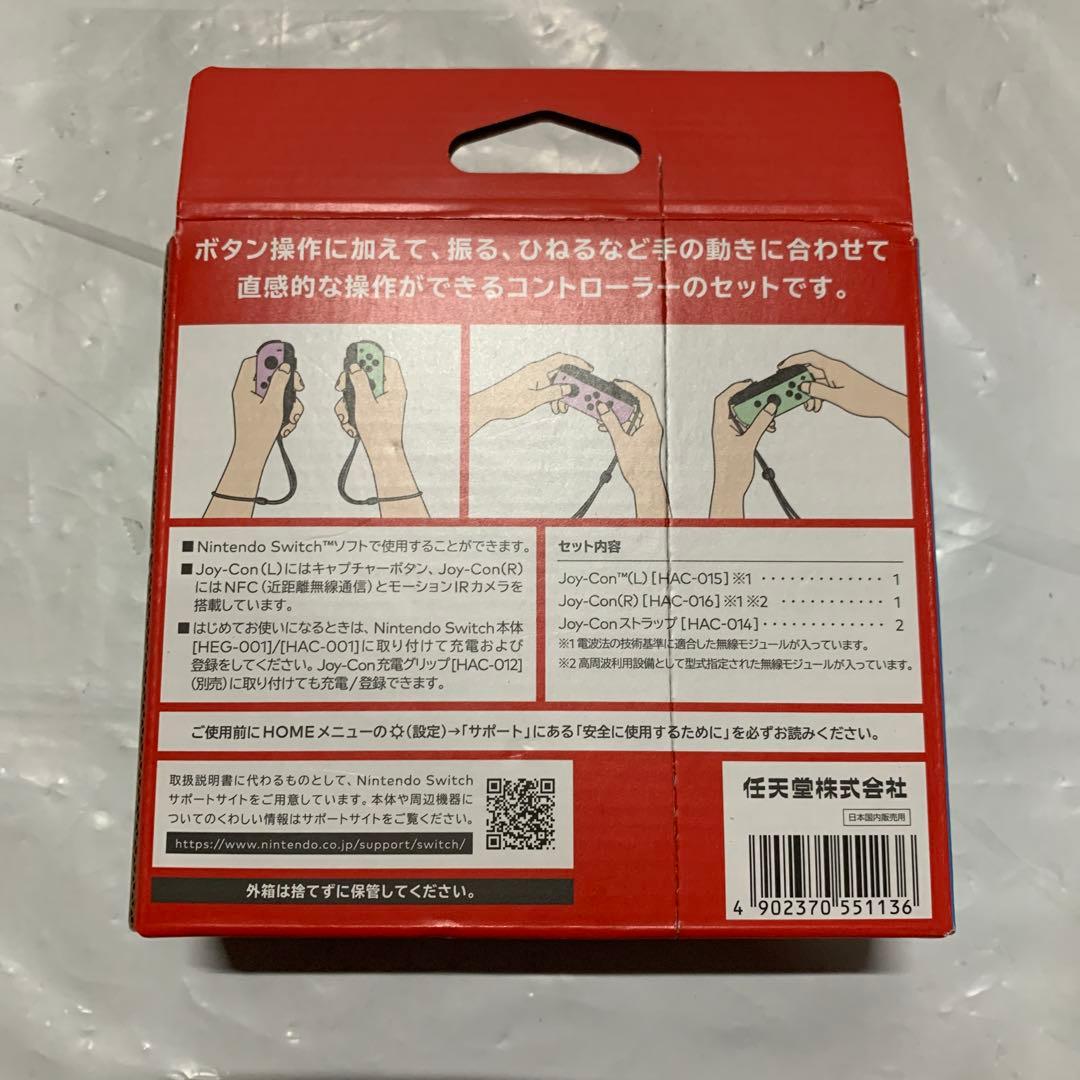 ボタン操作に加えて、振る、ひねるなど手の動きに合わせて
直感的な操作ができるコントローラーのセットです。
■Nintendo Switch™ソフトで使用することができます。
■Joy-Con(L)にはキャプチャーボタン、Joy-Con(R)
にはNFC(近距離無線通信)とモーションIRカメラを
搭載しています。
■はじめてお使いになるときは、Nintendo Switch本体
[HEG-001]/[HAC-001]に取り付けて充電および
登録をしてください。Joy-Con充電グリップ[HAC-012]
(別売)に取り付けても充電/登録できます。
セット内容
Joy-Con™(L)[HAC-015]※1 ・・・・・・・・・・・・・ 1
Joy-Con(R)[HAC-016]※1※2 ・・・・・・・・・・・ 1
Joy-Conストラップ[HAC-014]・・・・・・・・・・・・ 2
※1 電波法の技術基準に適合した無線モジュールが入っています。
※2 高周波利用設備として型式指定された無線モジュールが入っています。
ご使用前にHOMEメニューの(設定)→「サポート」にある「安全に使用するために」を必ずお読みください。
取扱説明書に代わるものとして、Nintendo Switch
サポートサイトをご用意しています。本体や周辺機器に
ついてのくわしい情報はサポートサイトをご覧ください。
https://www.nintendo.co.jp/support/switch/
外箱は捨てずに保管してください。
任天堂株式会社
日本国内販売用
4 902370 551136